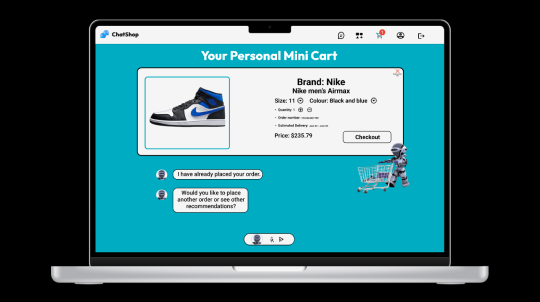 ChatShop
1
Your Personal Mini Cart
Brand: Nike
Nike men's Airmax
Size: 11 Colour: Black and blue
Quantity 1
Order number
Estimated Delivery
Price: $235.79
Checkout
I have already placed your order.
Would you like to place
another order or see other
recommendations?